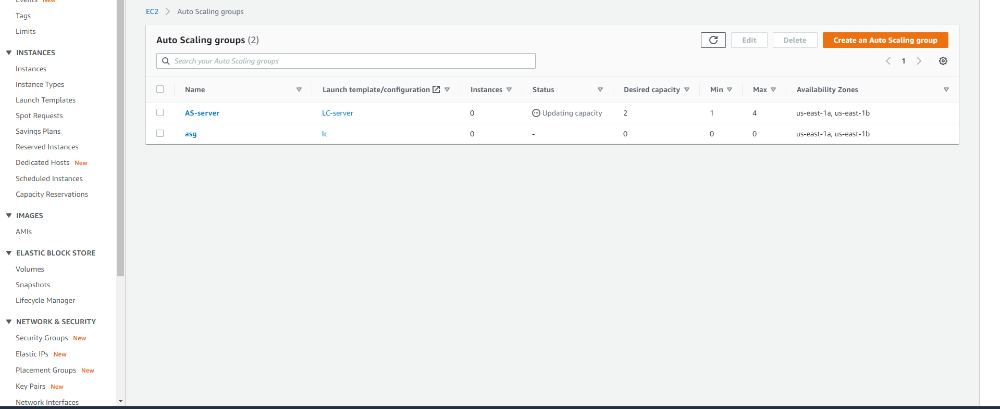 Events New
Tags
Limits
INSTANCES
Instances
Instance Types
Launch Templates
Spot Requests
Savings Plans
Reserved Instances
Dedicated Hosts New
Scheduled Instances
Capacity Reservations
IMAGES
AMIs
ELASTIC BLOCK STORE
Volumes
Snapshots
Lifecycle Manager
NETWORK & SECURITY
Security Groups New
Elastic IPs New
Placement Groups New
Key Pairs New
Network Interfaces
EC2 Auto Scaling groups
Auto Scaling groups (2) Edit Delete Create an Auto Scaling group
Search your Auto Scaling groups 1
Name Launch template/configuration Instances Status Desired capacity Min Max Availability Zones
AS-server LC-server 0 Updating capacity 2 1 4 us-east-1a, us-east-1b
asg lc 0 - 0 0 0 us-east-1a, us-east-1b